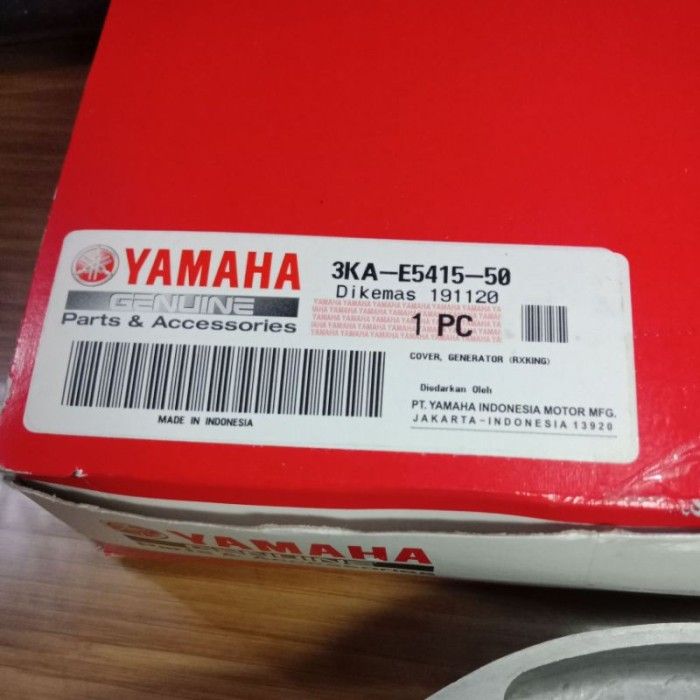 YAMAHA
GENUINE
Parts & Accessories
3KA-E5415-50
Dikemas 191120
1 PC
COVER, GENERATOR (RXKING)
Diedarkan Oleh
PT. YAMAHA INDONESIA MOTOR MFG.
JAKARTA-INDONESIA 13920
MADE IN INDONESIA
YAMAHA